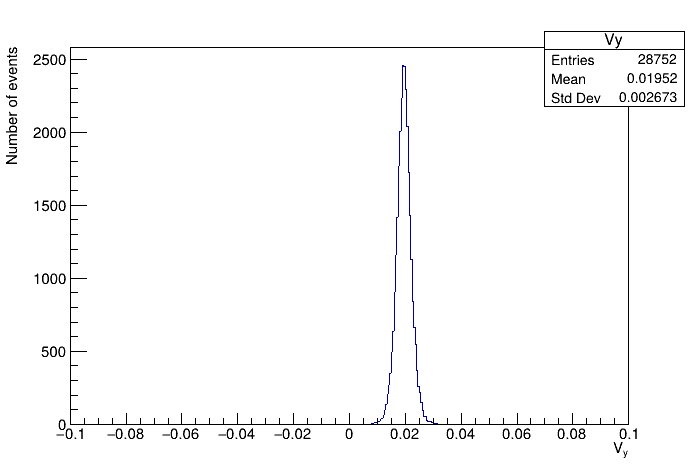 Vy
Entries 28752
Mean 0.01952
Std Dev 0.002673
Number of events
2500
2000
1500
1000
500
0
−0.1 −0.08 −0.06 −0.04 −0.02 0 0.02 0.04 0.06 0.08 0.1
Vy